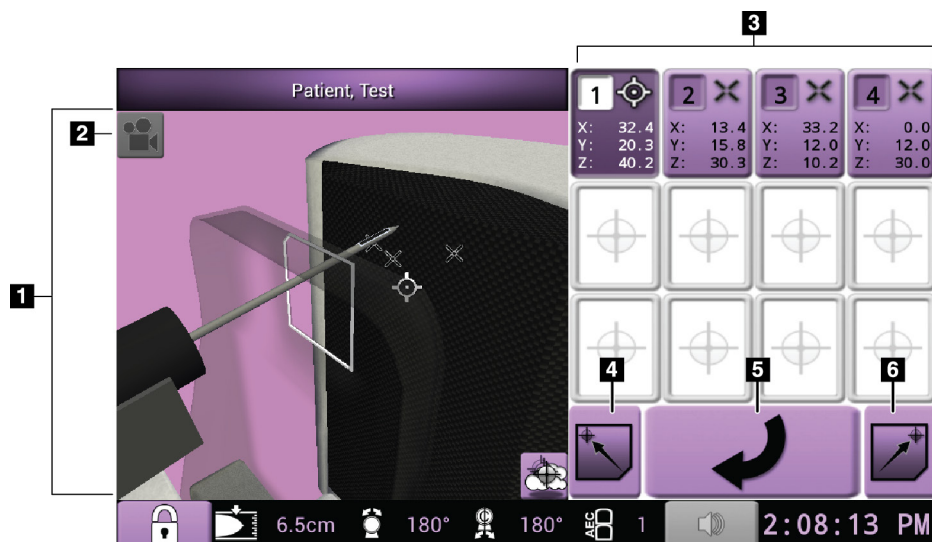 3
Patient, Test
1 2 3 4
X: 32.4 X: 13.4 X: 33.2 X: 0.0
Y: 20.3 Y: 15.8 Y: 12.0 Y: 12.0
Z: 40.2 Z: 30.3 Z: 10.2 Z: 30.0
2
1
4 5 6
6.5cm 180° 180° AEC 1 2:08:13 PM